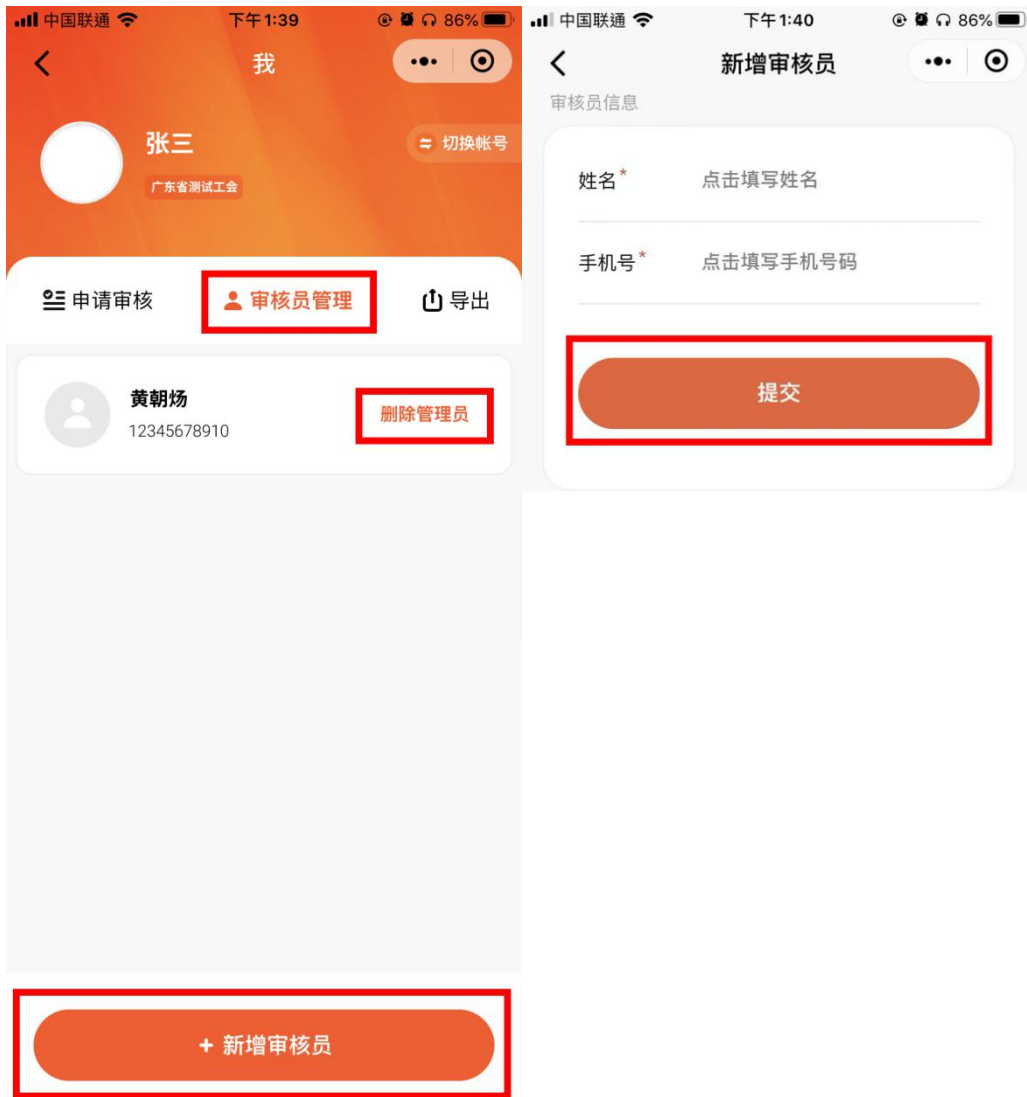 中国联通 下午1:39 86%
我
张三
切换帐号
广东省测试工会
申请审核 审核员管理 导出
黄朝炀
12345678910
删除管理员
+ 新增审核员
中国联通 下午1:40 86%
新增审核员
审核员信息
姓名* 点击填写姓名
手机号* 点击填写手机号码
提交